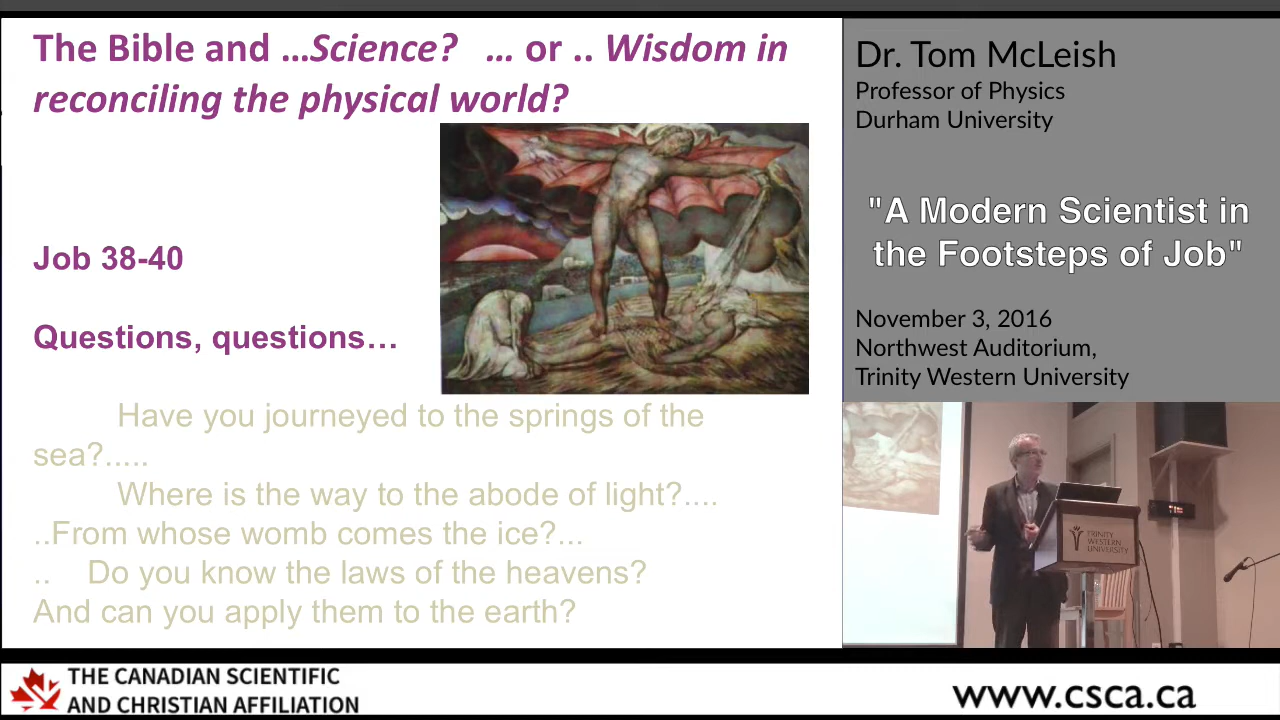 The Bible and …Science? … or .. Wisdom in
reconciling the physical world?
Job 38-40
Questions, questions…
Have you journeyed to the springs of the
sea?.....
Where is the way to the abode of light?....
..From whose womb comes the ice?...
.. Do you know the laws of the heavens?
And can you apply them to the earth?
Dr. Tom McLeish
Professor of Physics
Durham University
"A Modern Scientist in
the Footsteps of Job"
November 3, 2016
Northwest Auditorium,
Trinity Western University
TRINITY
WESTERN
UNIVERSITY
THE CANADIAN SCIENTIFIC
AND CHRISTIAN AFFILIATION
www.csca.ca